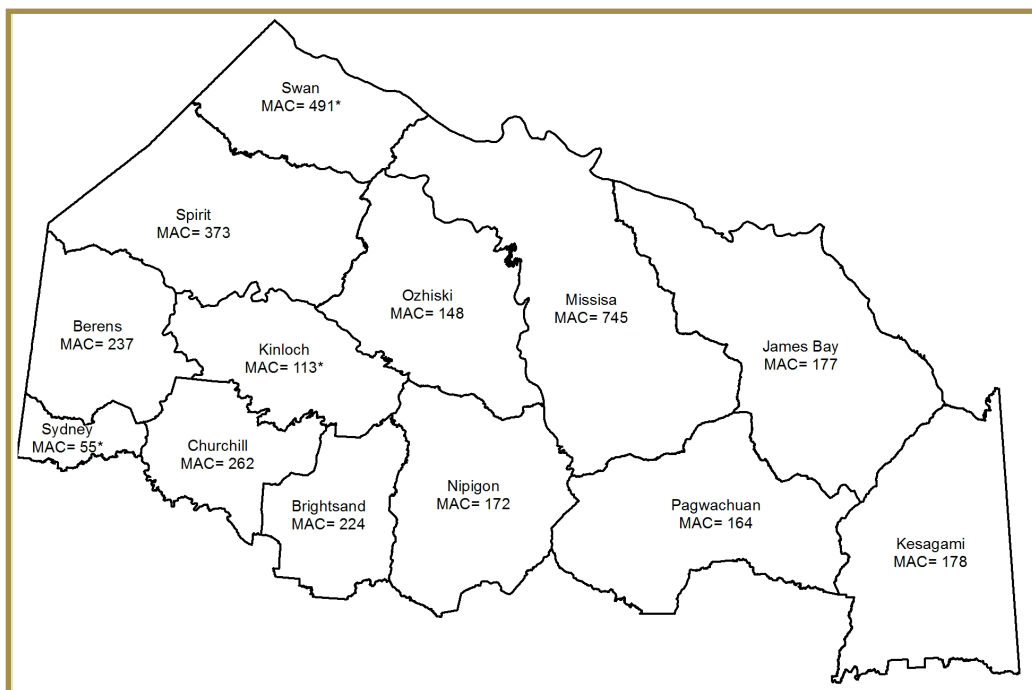 Swan
MAC= 491*
Spirit
MAC= 373
Ozhiski
MAC= 148
Missisa
MAC= 745
Berens
MAC= 237
Kinloch
MAC= 113*
James Bay
MAC= 177
Sydney
MAC= 55*
Churchill
MAC= 262
Brightsand
MAC= 224
Nipigon
MAC= 172
Pagwachuan
MAC= 164
Kesagami
MAC= 178